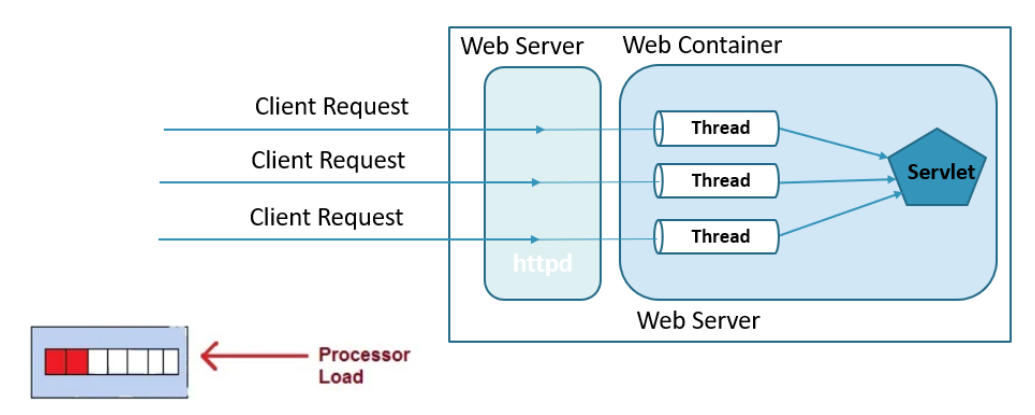 Web Server
Web Container
Client Request
Thread
Client Request
Thread
Servlet
Client Request
Thread
httpd
Web Server
Processor
Load